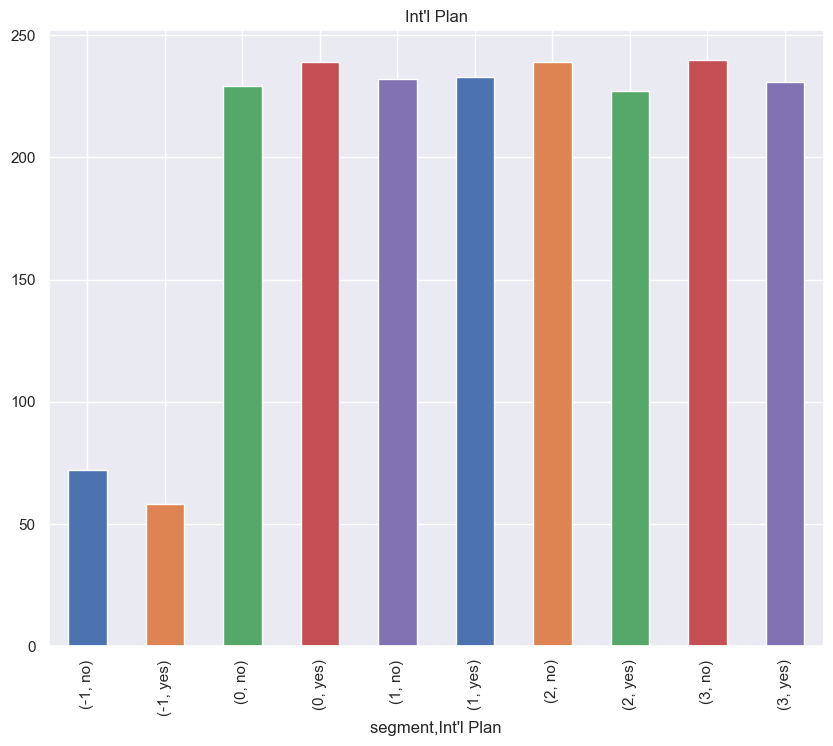 Int'l Plan
250
200
150
100
50
0
(-1, no)
(-1, yes)
(0, no)
(0, yes)
(1, no)
(1, yes)
(2, no)
(2, yes)
(3, no)
(3, yes)
segment,Int'l Plan